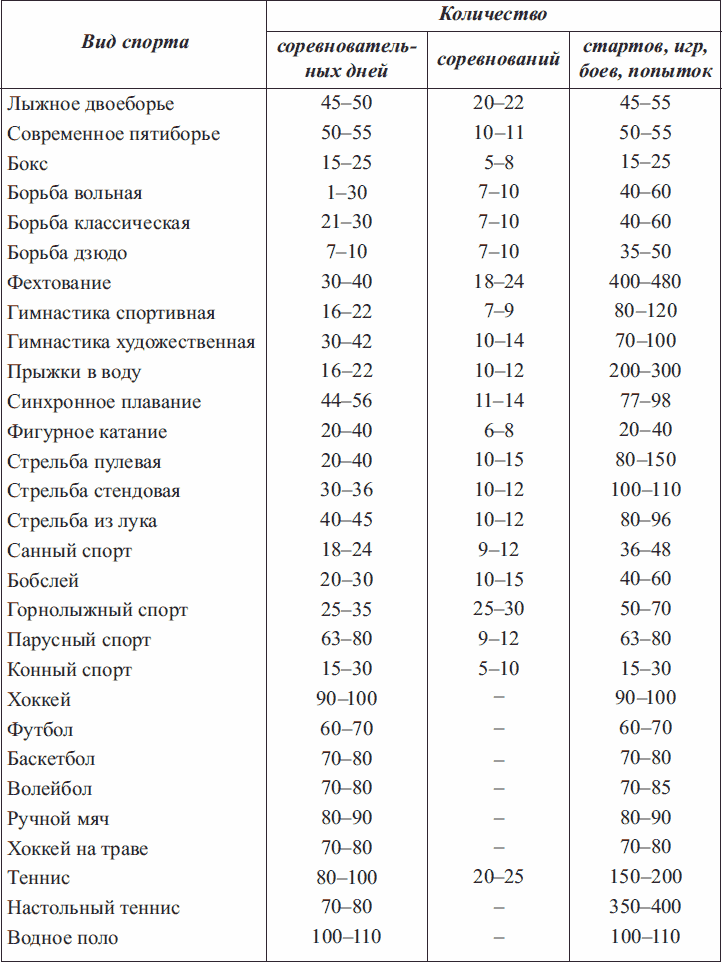 Вид спорта
Количество
соревнователь-
ных дней
соревнований
стартов, игр,
боев, попыток
Лыжное двоеборье 45–50 20–22 45–55
Современное пятиборье 50–55 10–11 50–55
Бокс 15–25 5–8 15–25
Борьба вольная 1–30 7–10 40–60
Борьба классическая 21–30 7–10 40–60
Борьба дзюдо 7–10 7–10 35–50
Фехтование 30–40 18–24 400–480
Гимнастика спортивная 16–22 7–9 80–120
Гимнастика художественная 30–42 10–14 70–100
Прыжки в воду 16–22 10–12 200–300
Синхронное плавание 44–56 11–14 77–98
Фигурное катание 20–40 6–8 20–40
Стрельба пулевая 20–40 10–15 80–150
Стрельба стендовая 30–36 10–12 100–110
Стрельба из лука 40–45 10–12 80–96
Санный спорт 18–24 9–12 36–48
Бобслей 20–30 10–15 40–60
Горнолыжный спорт 25–35 25–30 50–70
Парусный спорт 63–80 9–12 63–80
Конный спорт 15–30 5–10 15–30
Хоккей 90–100 – 90–100
Футбол 60–70 – 60–70
Баскетбол 70–80 – 70–80
Волейбол 70–80 – 70–85
Ручной мяч 80–90 – 80–90
Хоккей на траве 70–80 – 70–80
Теннис 80–100 20–25 150–200
Настольный теннис 70–80 – 350–400
Водное поло 100–110 – 100–110